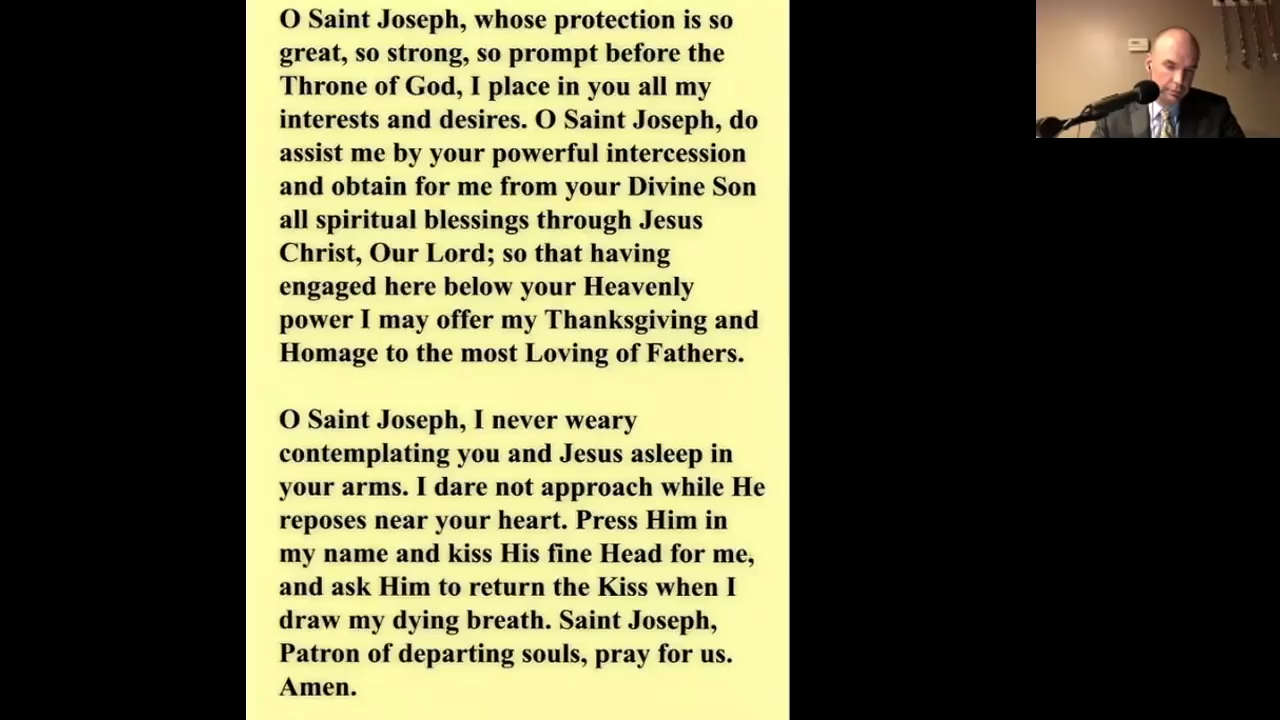 O Saint Joseph, whose protection is so
great, so strong, so prompt before the
Throne of God, I place in you all my
interests and desires. O Saint Joseph, do
assist me by your powerful intercession
and obtain for me from your Divine Son
all spiritual blessings through Jesus
Christ, Our Lord; so that having
engaged here below your Heavenly
power I may offer my Thanksgiving and
Homage to the most Loving of Fathers.
O Saint Joseph, I never weary
contemplating you and Jesus asleep in
your arms. I dare not approach while He
reposes near your heart. Press Him in
my name and kiss His fine Head for me,
and ask Him to return the Kiss when I
draw my dying breath. Saint Joseph,
Patron of departing souls, pray for us.
Amen.